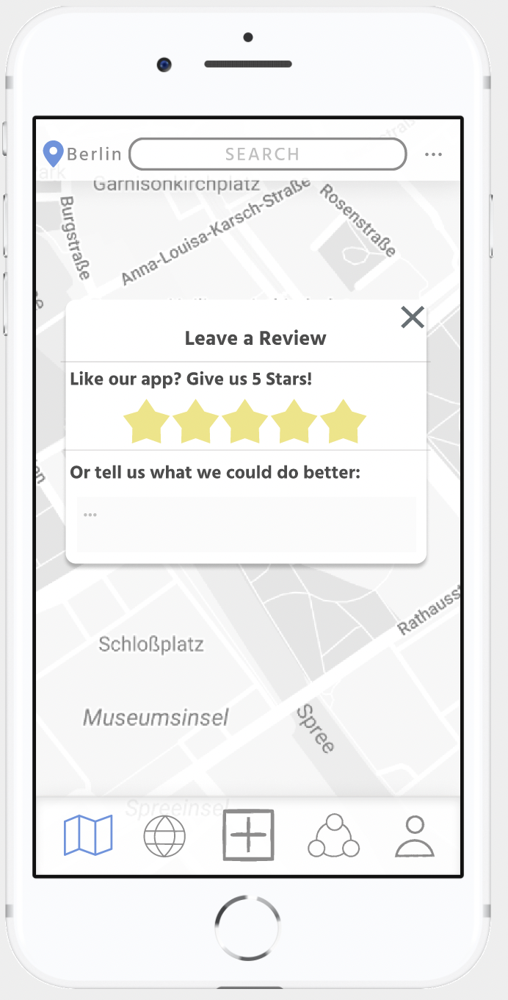 Berlin
SEARCH
...
ark
Garnisonkirchplatz
Burgstraße
Anna-Louisa-Karsch-Straße
Rosenstraße
Leave a Review
Like our app? Give us 5 Stars!
Or tell us what we could do better:
...
Schloßplatz
Rathausst
Museumsinsel
Spree
Spreeinsel